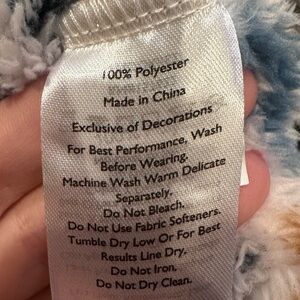 100% Polyester
Made in China
Exclusive of Decorations
For Best Performance, Wash
Before Wearing.
Machine Wash Warm Delicate
Separately.
Do Not Bleach.
Do Not Use Fabric Softeners.
Tumble Dry Low Or For Best
Results Line Dry.
Do Not Iron.
Do Not Dry Clean.